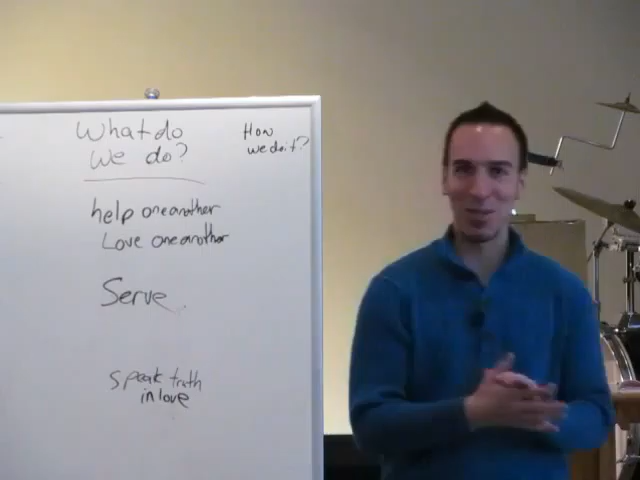 What do
we do?
How
we do it?
help one another
Love one another
Serve
speak truth
in love